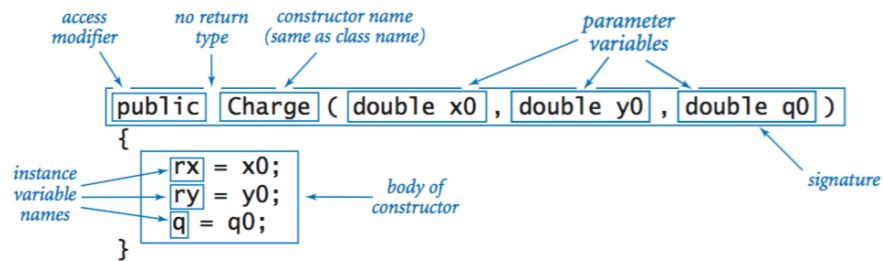 access modifier
no return type
constructor name (same as class name)
parameter variables
public Charge ( double x0 , double y0 , double q0 )
{
signature
instance variable names
rx = x0;
ry = y0;
q = q0;
body of constructor
}